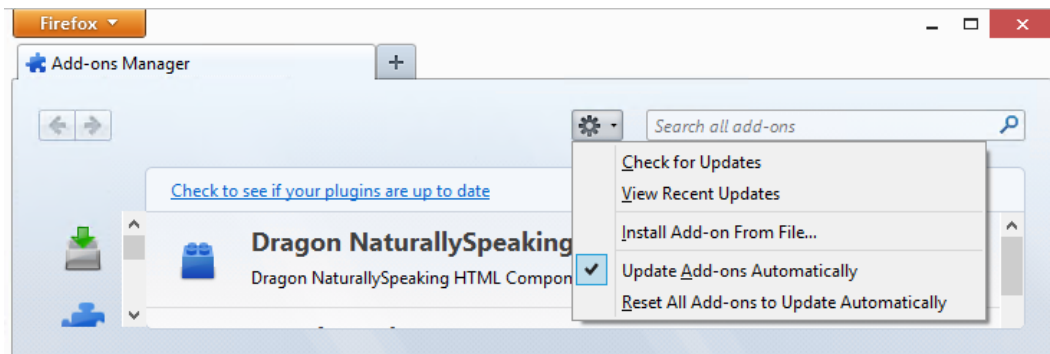 Firefox
Add-ons Manager
Search all add-ons
Check for Updates
View Recent Updates
Install Add-on From File...
Update Add-ons Automatically
Reset All Add-ons to Update Automatically
Check to see if your plugins are up to date
Dragon NaturallySpeaking
Dragon NaturallySpeaking HTML Compon